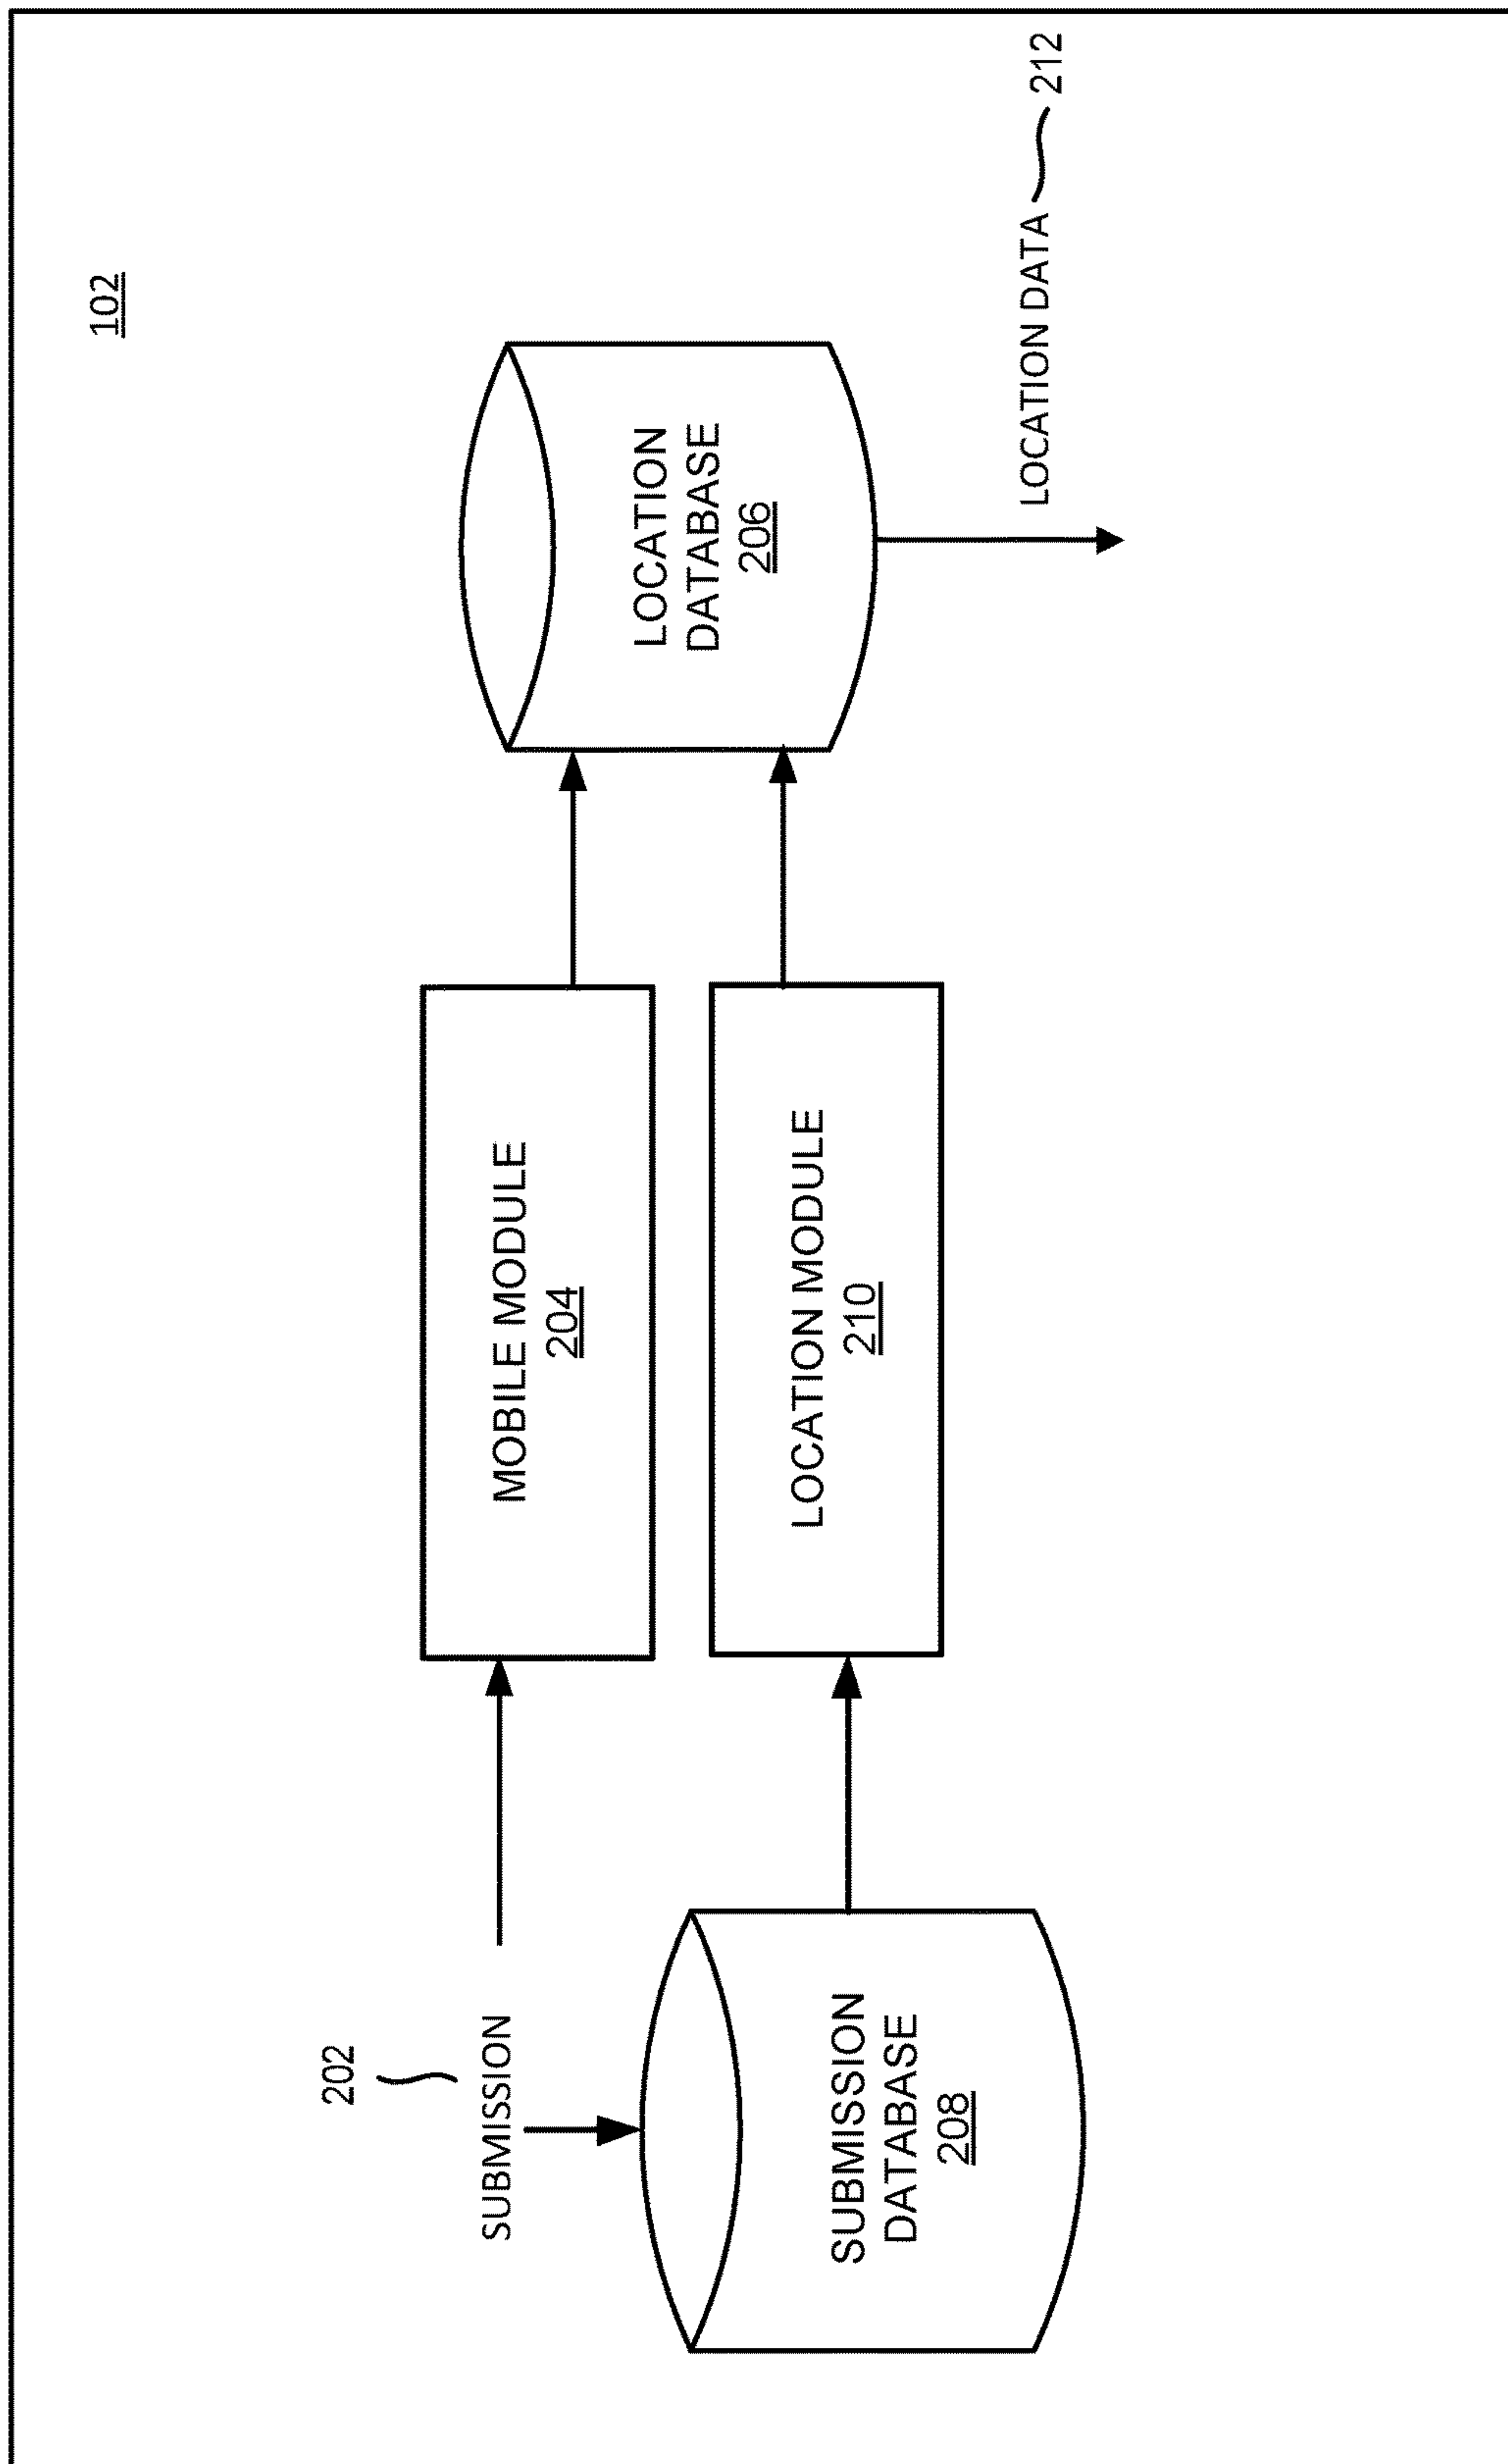 102
202
SUBMISSION
MOBILE MODULE
204
LOCATION
DATABASE
206
SUBMISSION
DATABASE
208
LOCATION MODULE
210
LOCATION DATA
212